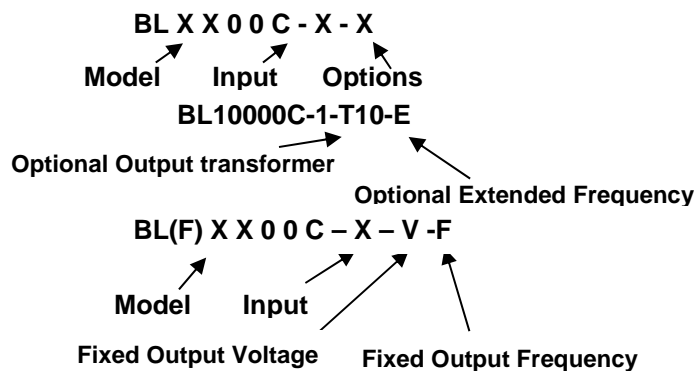 BL X X 0 0 C - X - X
Model Input Options
BL10000C-1-T10-E
Optional Output transformer
Optional Extended Frequency
BL(F) X X 0 0 C – X – V -F
Model Input
Fixed Output Voltage Fixed Output Frequency